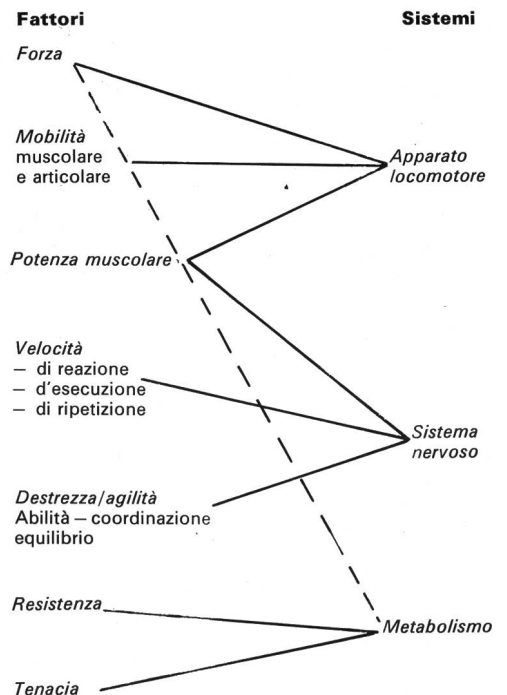 Fattori
Sistemi
Forza
Mobilità
muscolare
e articolare
Apparato
locomotore
Potenza muscolare
Velocità
— di reazione
— d'esecuzione
— di ripetizione
Sistema
nervoso
Destrezza/agilità
Abilità — coordinazione
equilibrio
Resistenza
Metabolismo
Tenacia